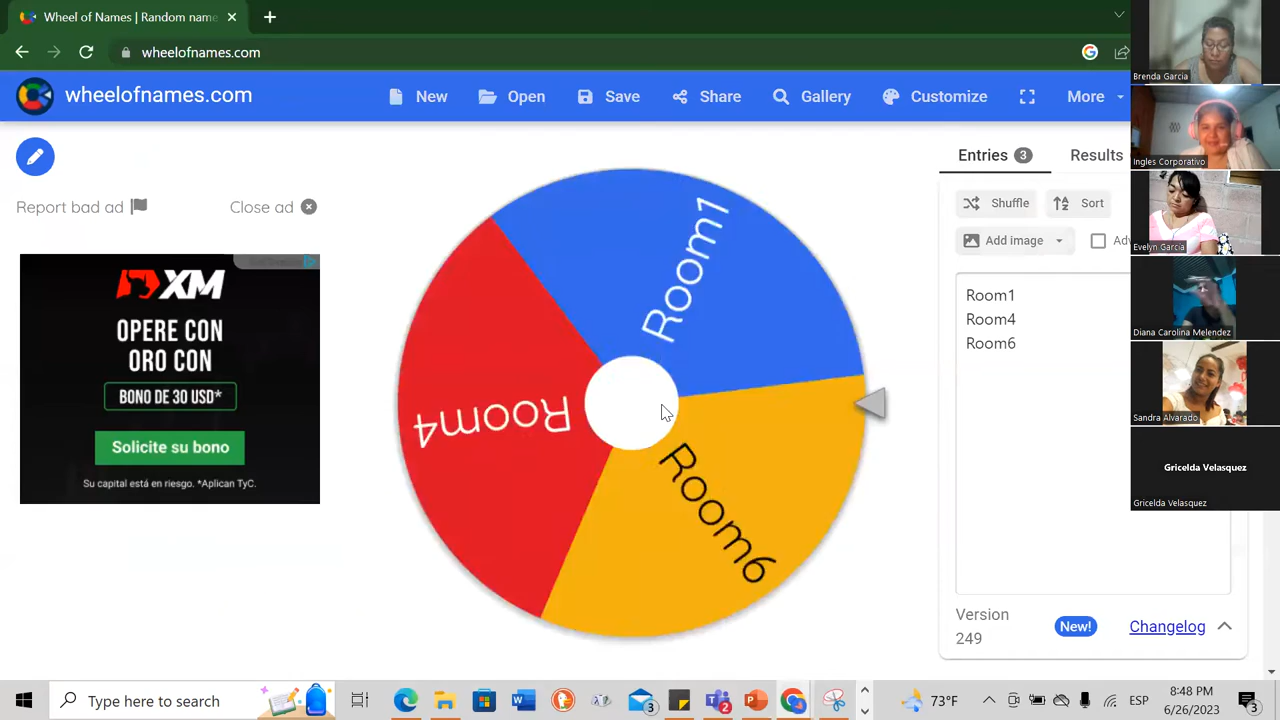 Wheel of Names | Random name
wheelofnames.com
wheelofnames.com
New
Open
Save
Share
Gallery
Customize
More
Report bad ad
Close ad
XM
OPERE CON
ORO CON
BONO DE 30 USD*
Solicite su bono
Su capital está en riesgo. *Aplican TyC.
Room1
Room4
Room6
Entries 3
Results
Shuffle
Sort
Add image
Room1
Room4
Room6
Version
249
New!
Changelog
Brenda Garcia
Ingles Corporativo
Evelyn Garcia
Diana Carolina Melendez
Sandra Alvarado
Gricelda Velasquez
Gricelda Velasquez
Type here to search
3
2
73°F
ESP
8:48 PM
6/26/2023
3